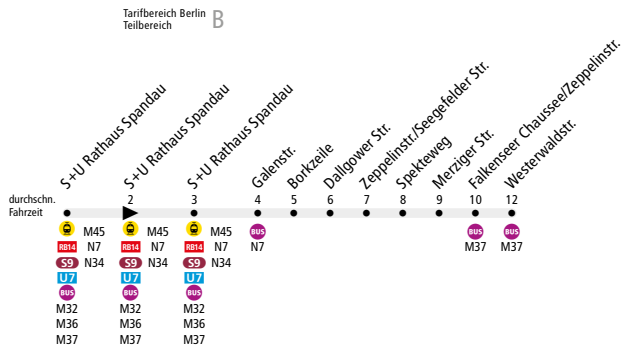 Tarifbereich Berlin
Teilbereich
B
S+U Rathaus Spandau
S+U Rathaus Spandau
S+U Rathaus Spandau
Galenstr.
Borkzeile
Dallgower Str.
Zeppelinstr./Seegefelder Str.
Spekteweg
Merziger Str.
Falkenseer Chaussee/Zeppelinstr.
Westerwaldstr.
durchschn. 2 3 4 5 6 7 8 9 10 12
Fahrzeit
M45 M45 M45 BUS BUS BUS
RB14 N7 RB14 N7 RB14 N7 N7 M37 M37
S9 N34 S9 N34 S9 N34
U7 U7 U7
BUS BUS BUS
M32 M32 M32
M36 M36 M36
M37 M37 M37